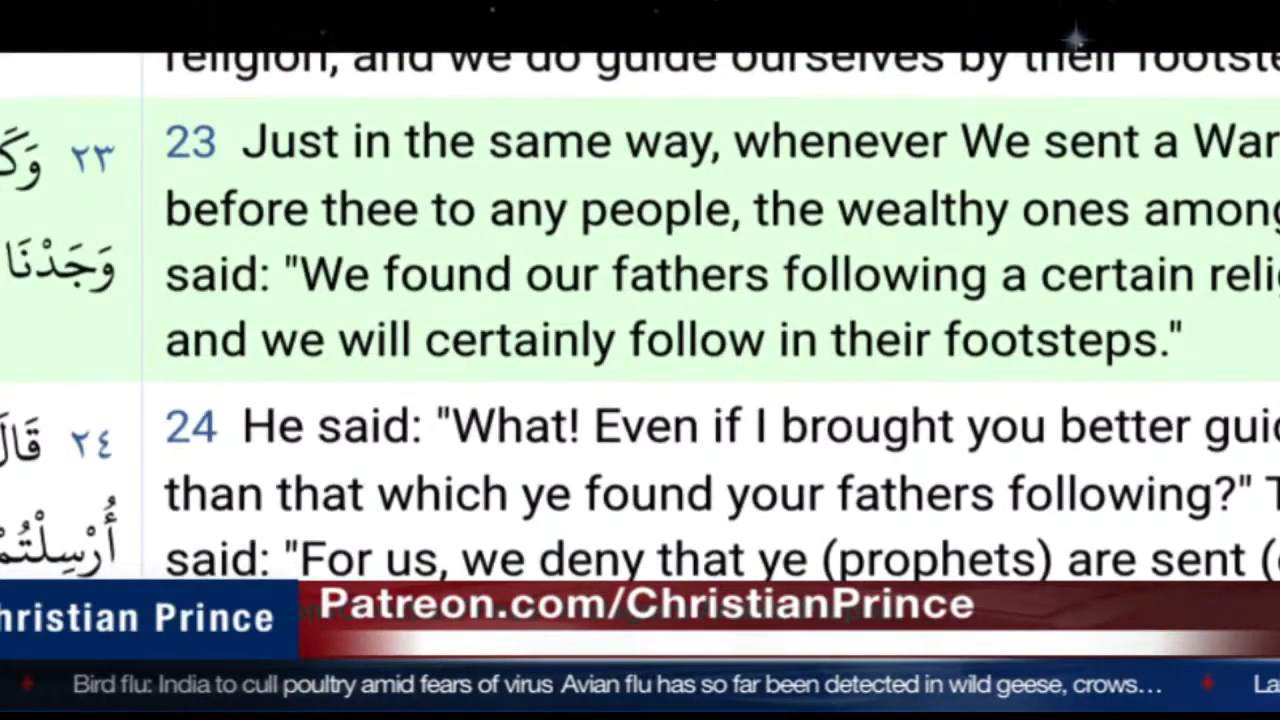 religion, and we do guide ourselves by their footste
23 Just in the same way, whenever We sent a War
before thee to any people, the wealthy ones among
said: "We found our fathers following a certain reli
and we will certainly follow in their footsteps."
٢٣ وَكَ
وَجَدْنَا
24 He said: "What! Even if I brought you better guid
than that which ye found your fathers following?" T
said: "For us, we deny that ye (prophets) are sent (
٢٤ قَالَ
أُرْسِلْتُمْ
hristian Prince
Patreon.com/ChristianPrince
Bird flu: India to cull poultry amid fears of virus Avian flu has so far been detected in wild geese, crows… La